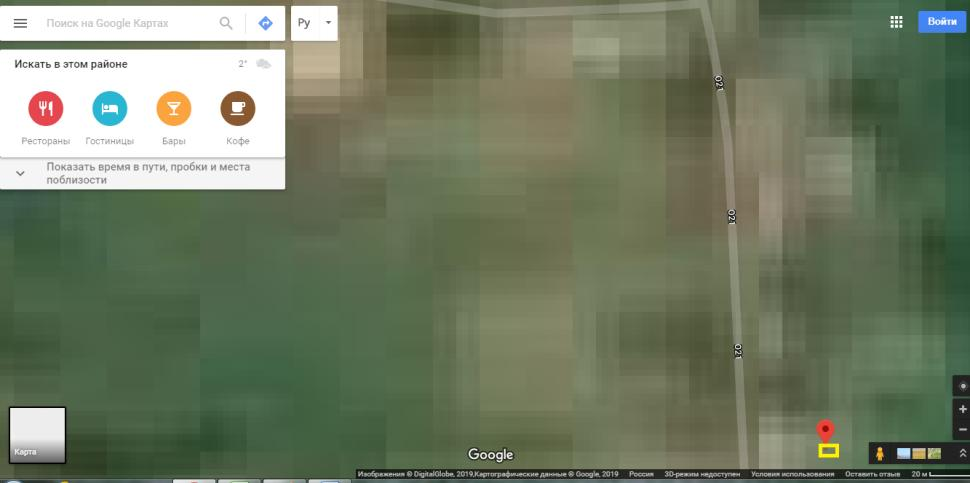 Поиск на Google Картах
Ру
Войти
Искать в этом районе
2°
Рестораны
Гостиницы
Бары
Кофе
Показать время в пути, пробки и места
поблизости
021
021
021
Карта
Google
Изображения © DigitalGlobe, 2019,Картографические данные © Google, 2019 Россия 3D-режим недоступен Условия использования Оставить отзыв 20 м